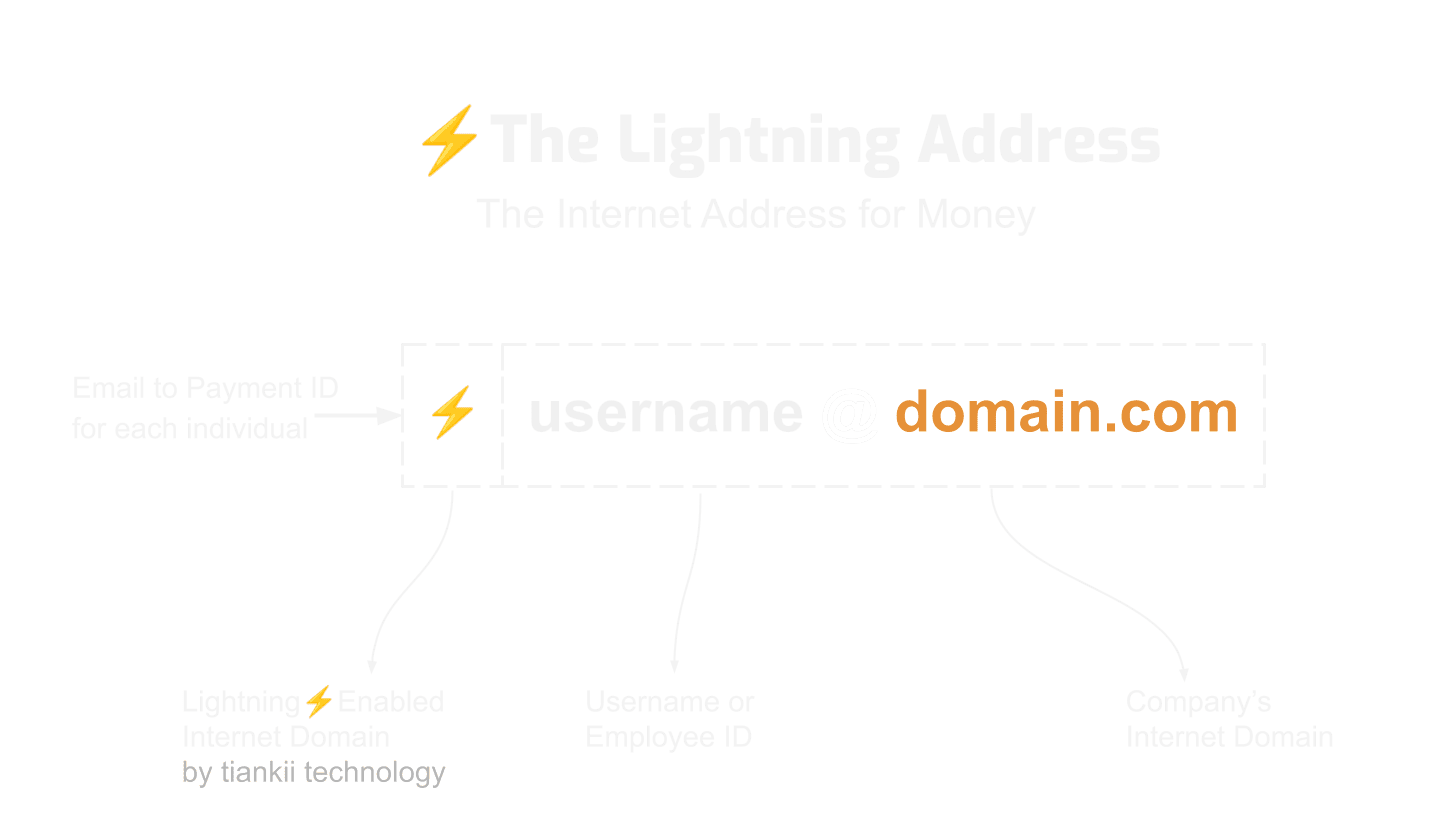 ⚡The Lightning Address
The Internet Address for Money
Email to Payment ID
for each individual
⚡ username @ domain.com
Lightning ⚡ Enabled
Internet Domain
by tiankii technology
Username or
Employee ID
Company's
Internet Domain